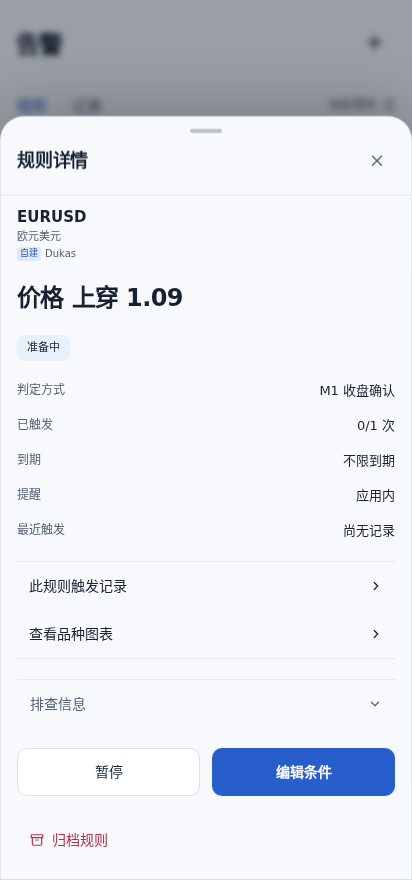 告警
规则详情
EURUSD
欧元美元
自建 Dukas
价格 上穿 1.09
准备中
判定方式 M1 收盘确认
已触发 0/1 次
到期 不限到期
提醒 应用内
最近触发 尚无记录
此规则触发记录
查看品种图表
排查信息
暂停 编辑条件
归档规则